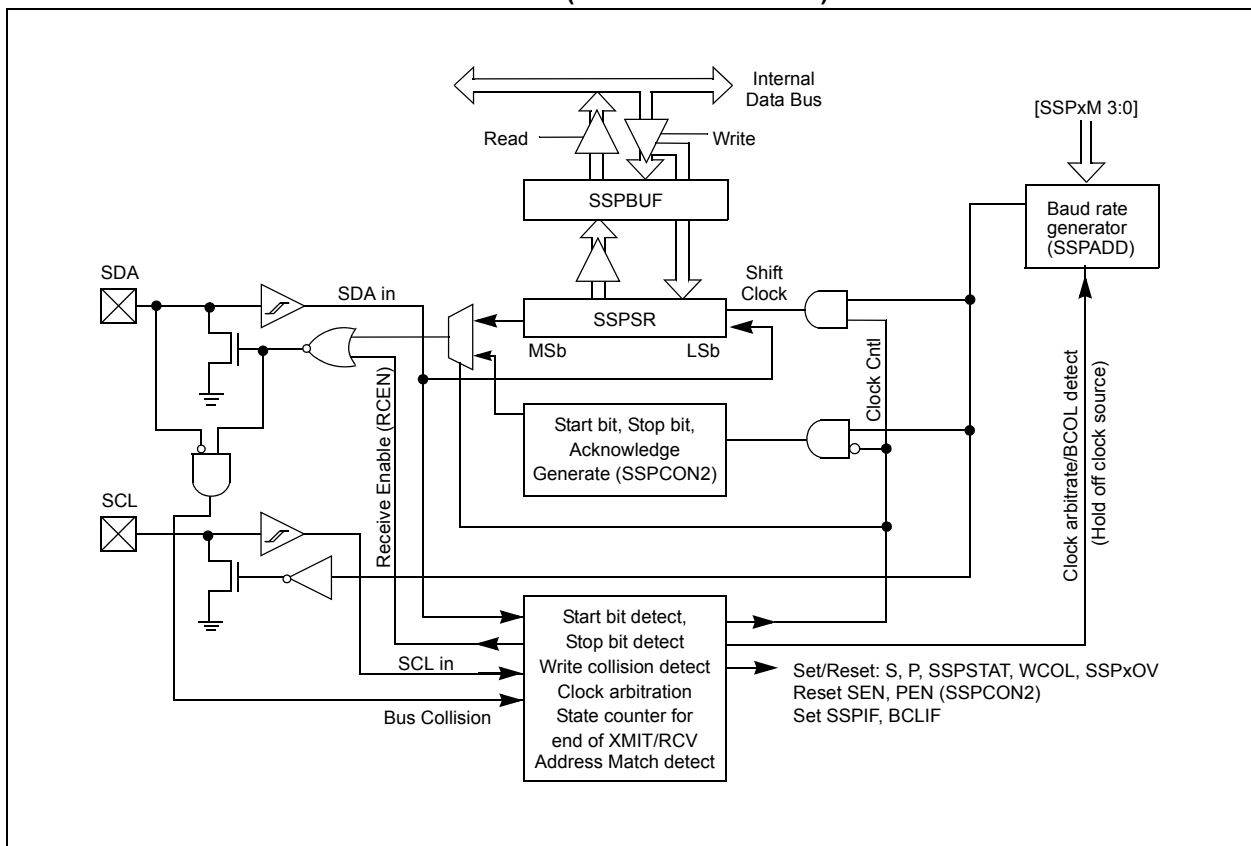 Internal
Data Bus
[SSPxM 3:0]
Read
Write
SSPBUF
Baud rate
generator
(SSPADD)
SDA
SDA in
Shift
Clock
SSPSR
MSb
LSb
Clock Cntl
Receive Enable (RCEN)
Start bit, Stop bit,
Acknowledge
Generate (SSPCON2)
Clock arbitrate/BCOL detect
(Hold off clock source)
SCL
SCL in
Bus Collision
Start bit detect,
Stop bit detect
Write collision detect
Clock arbitration
State counter for
end of XMIT/RCV
Address Match detect
Set/Reset: S, P, SSPSTAT, WCOL, SSPxOV
Reset SEN, PEN (SSPCON2)
Set SSPIF, BCLIF